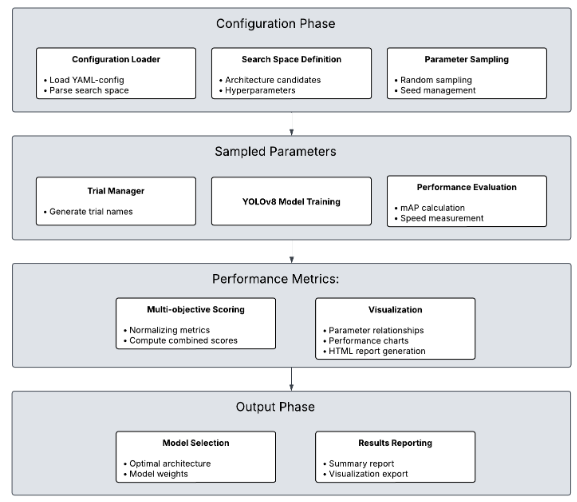 Configuration Phase
Configuration Loader
• Load YAML-config
• Parse search space
Search Space Definition
• Architecture candidates
• Hyperparameters
Parameter Sampling
• Random sampling
• Seed management
Sampled Parameters
Trial Manager
• Generate trial names
YOLOv8 Model Training
Performance Evaluation
• mAP calculation
• Speed measurement
Performance Metrics:
Multi-objective Scoring
• Normalizing metrics
• Compute combined scores
Visualization
• Parameter relationships
• Performance charts
• HTML report generation
Output Phase
Model Selection
• Optimal architecture
• Model weights
Results Reporting
• Summary report
• Visualization export